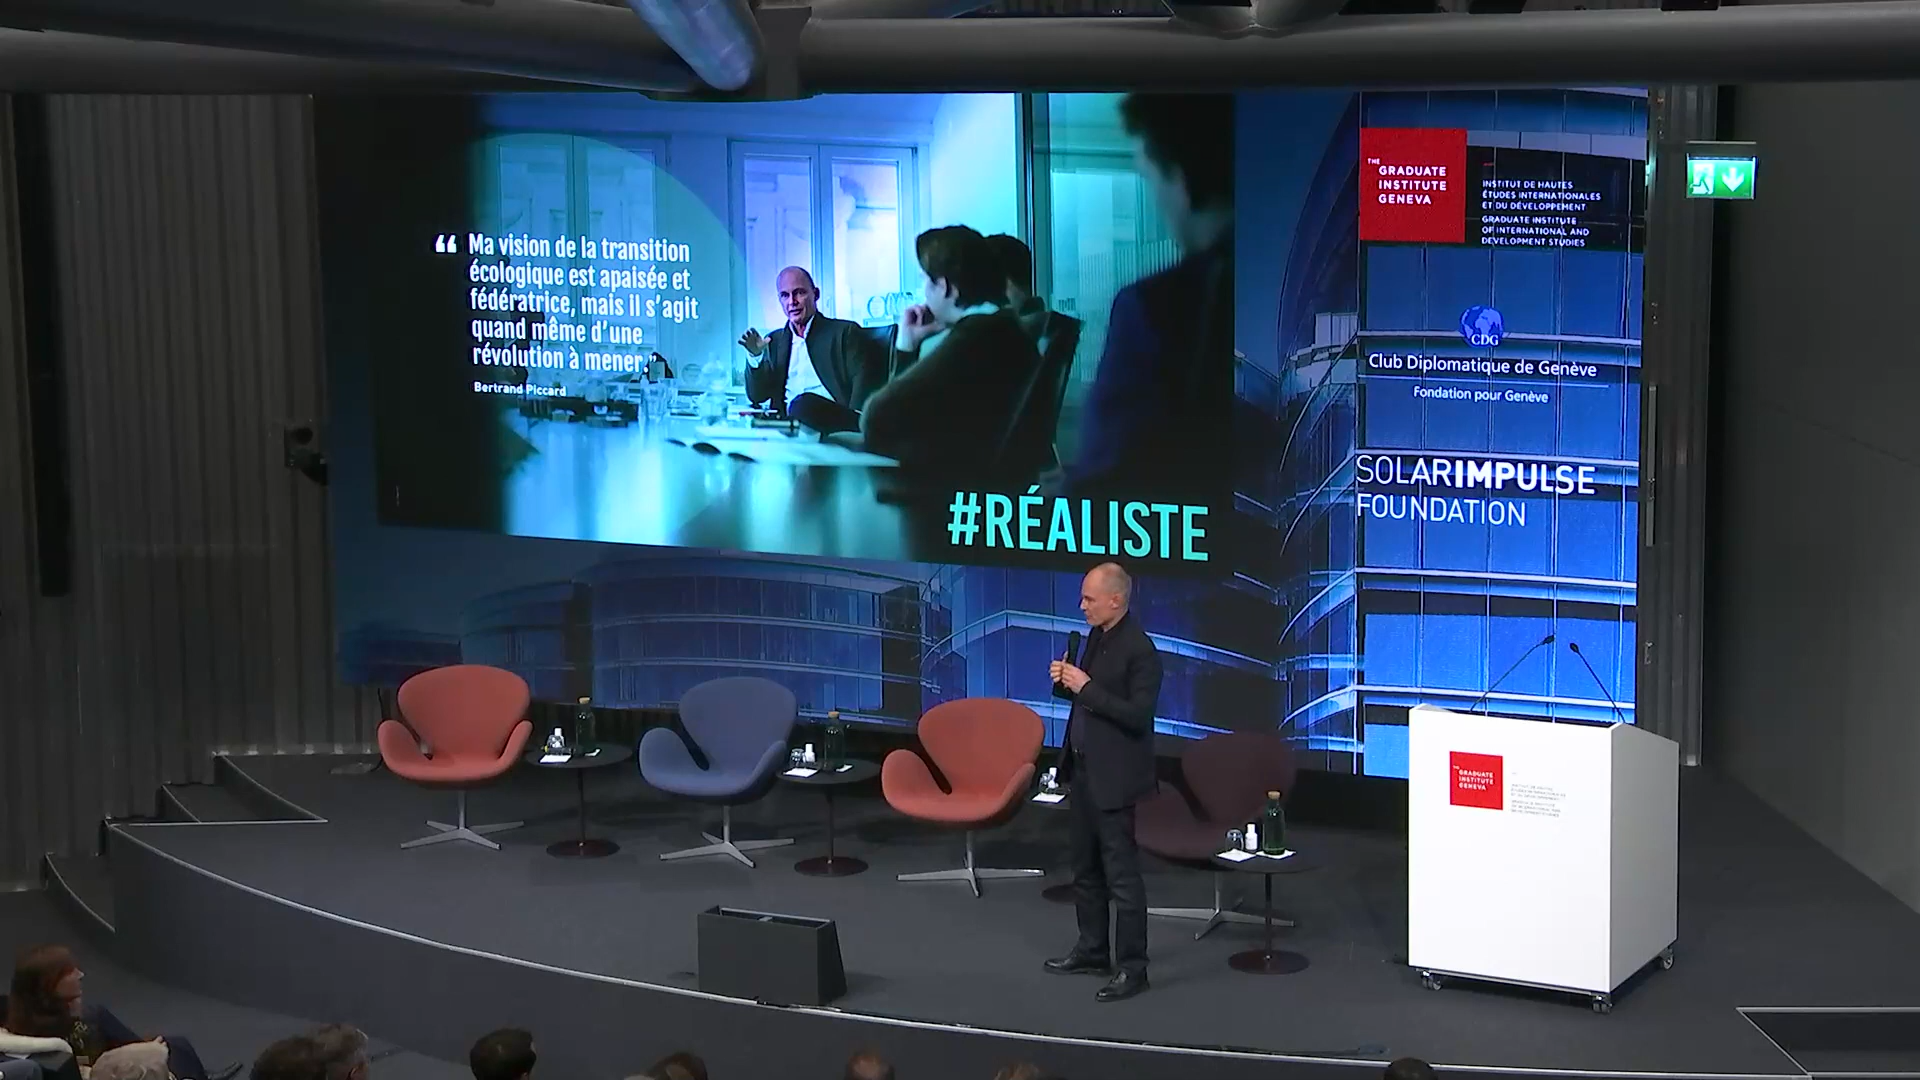 “ Ma vision de la transition
écologique est apaisée et
fédératrice, mais il s’agit
quand même d’une
révolution à mener.”
Bertrand Piccard
#RÉALISTE
THE
GRADUATE
INSTITUTE
GENEVA
INSTITUT DE HAUTES
ÉTUDES INTERNATIONALES
ET DU DÉVELOPPEMENT
GRADUATE INSTITUTE
OF INTERNATIONAL AND
DEVELOPMENT STUDIES
CDG
Club Diplomatique de Genève
Fondation pour Genève
SOLARIMPULSE
FOUNDATION
THE
GRADUATE
INSTITUTE
GENEVA